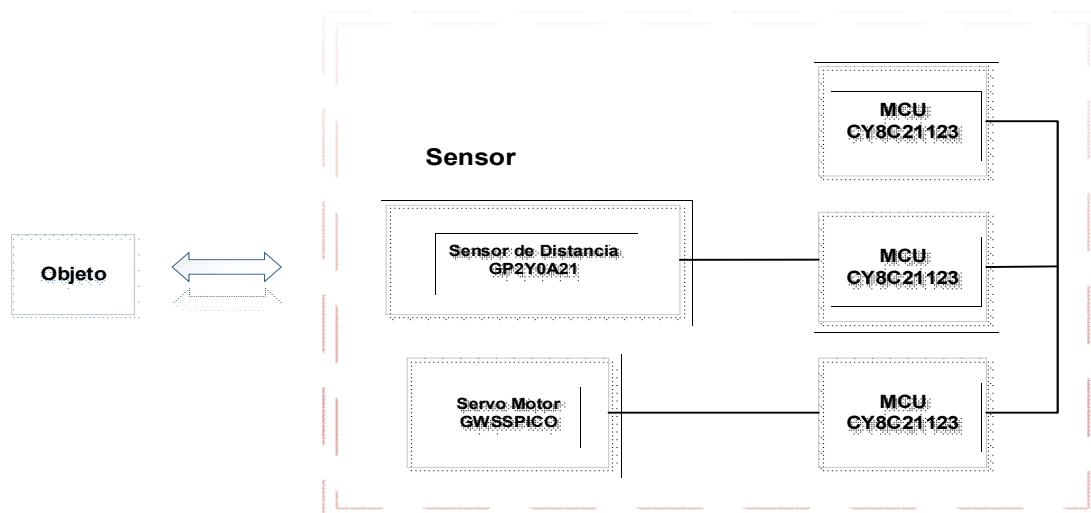 MCU
CY8C21123
Sensor
Sensor de Distancia
GP2Y0A21
MCU
CY8C21123
Objeto
Servo Motor
GWSSPICO
MCU
CY8C21123